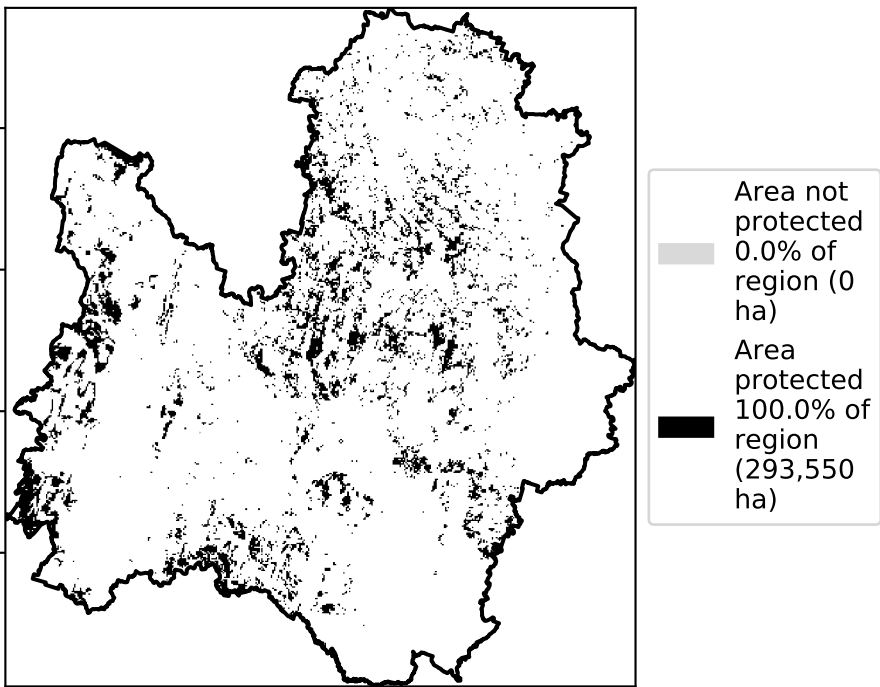 Area not
protected
0.0% of
region (0
ha)
Area
protected
100.0% of
region
(293,550
ha)